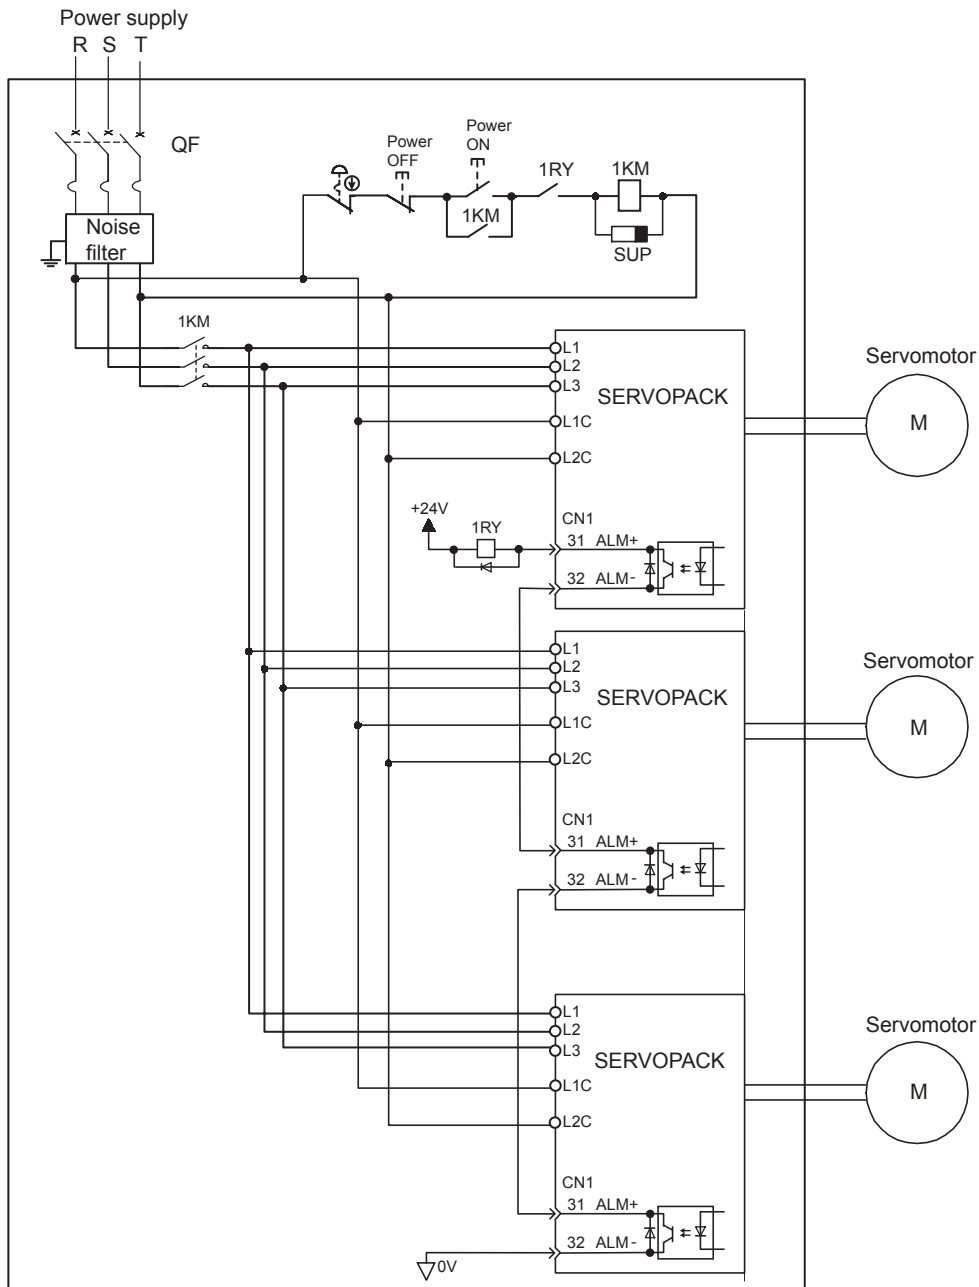 Power supply
R S T
QF
Power
OFF
Power
ON
1RY
1KM
1KM
SUP
Noise
filter
1KM
L1
L2
L3
SERVOPACK
L1C
L2C
Servomotor
M
+24V
1RY
CN1
31 ALM+
32 ALM-
L1
L2
L3
SERVOPACK
L1C
L2C
Servomotor
M
CN1
31 ALM+
32 ALM-
L1
L2
L3
SERVOPACK
L1C
L2C
Servomotor
M
CN1
31 ALM+
32 ALM-
0V